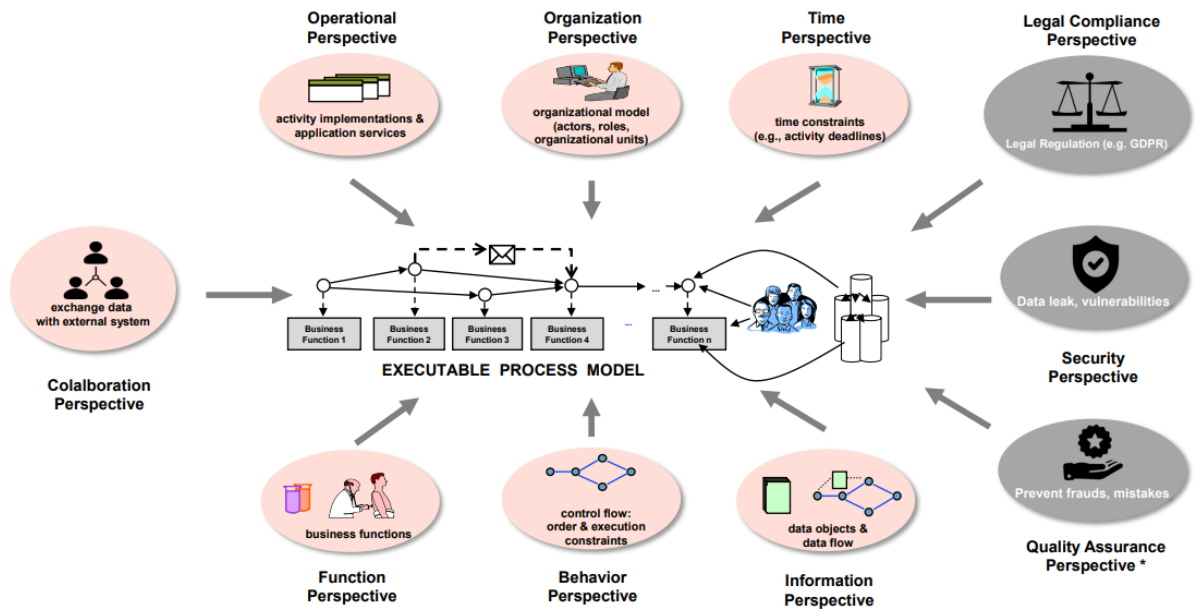 Operational
Perspective
Organization
Perspective
Time
Perspective
Legal Compliance
Perspective
activity implementations &
application services
organizational model
(actors, roles,
organizational units)
time constraints
(e.g., activity deadlines)
Legal Regulation (e.g. GDPR)
exchange data
with external system
Colalboration
Perspective
Business
Function 1
Business
Function 2
Business
Function 3
Business
Function 4
...
...
Business
Function n
EXECUTABLE PROCESS MODEL
Data leak, vulnerabilities
Security
Perspective
business functions
Function
Perspective
control flow:
order & execution
constraints
Behavior
Perspective
data objects &
data flow
Information
Perspective
Prevent frauds, mistakes
Quality Assurance
Perspective *